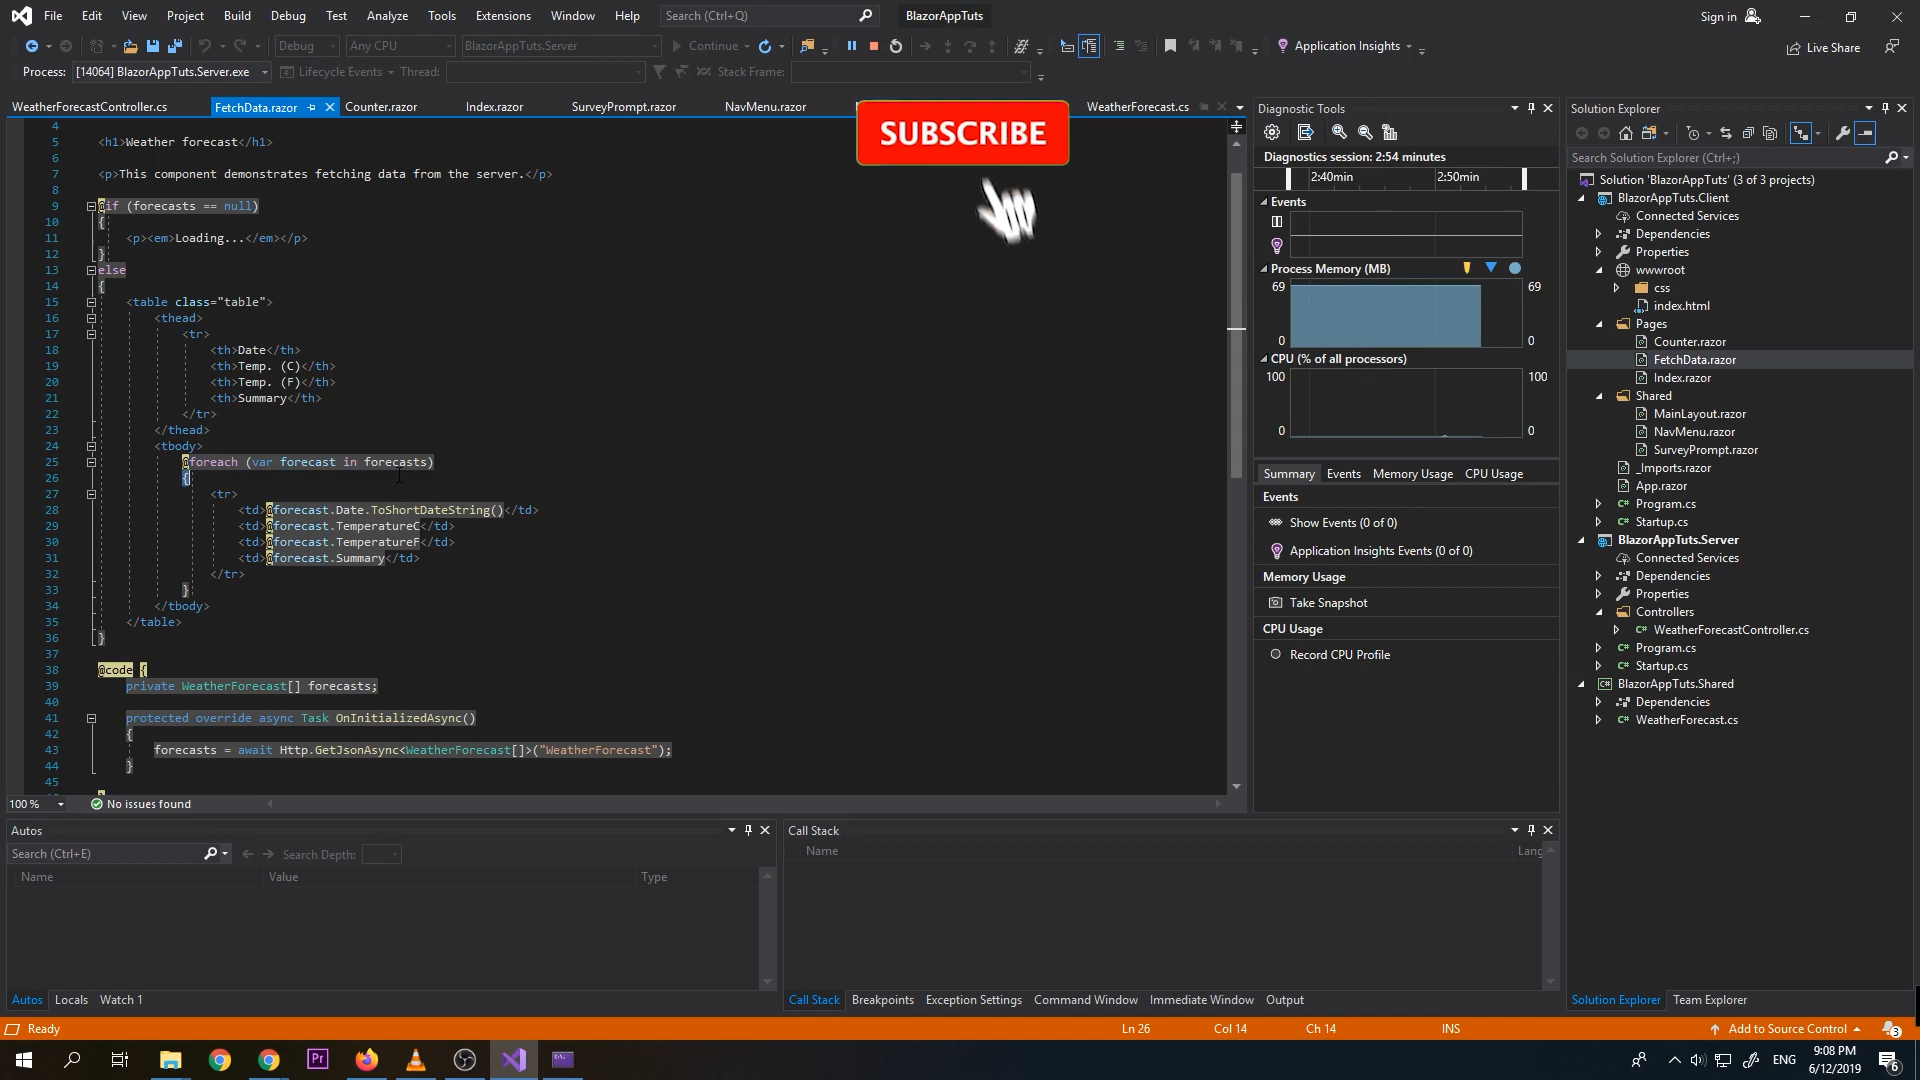 File Edit View Project Build Debug Test Analyze Tools Extensions Window Help Search (Ctrl+Q) BlazorAppTuts Sign in
Debug Any CPU BlazorAppTuts.Server Continue Application Insights Live Share
Process: [14064] BlazorAppTuts.Server.exe Lifecycle Events Thread: Stack Frame:
WeatherForecastController.cs FetchData.razor Counter.razor Index.razor SurveyPrompt.razor NavMenu.razor WeatherForecast.cs
SUBSCRIBE
4
5 <h1>Weather forecast</h1>
6
7 <p>This component demonstrates fetching data from the server.</p>
8
9 @if (forecasts == null)
10 {
11 <p><em>Loading...</em></p>
12 }
13 else
14 {
15 <table class="table">
16 <thead>
17 <tr>
18 <th>Date</th>
19 <th>Temp. (C)</th>
20 <th>Temp. (F)</th>
21 <th>Summary</th>
22 </tr>
23 </thead>
24 <tbody>
25 @foreach (var forecast in forecasts)
26 {
27 <tr>
28 <td>@forecast.Date.ToShortDateString()</td>
29 <td>@forecast.TemperatureC</td>
30 <td>@forecast.TemperatureF</td>
31 <td>@forecast.Summary</td>
32 </tr>
33 }
34 </tbody>
35 </table>
36 }
37
38 @code {
39 private WeatherForecast[] forecasts;
40
41 protected override async Task OnInitializedAsync()
42 {
43 forecasts = await Http.GetJsonAsync<WeatherForecast[]>("WeatherForecast");
44 }
45
100 % No issues found
Diagnostic Tools
Diagnostics session: 2:54 minutes
2:40min 2:50min
Events
Process Memory (MB)
69 69
0 0
CPU (% of all processors)
100 100
0 0
Summary Events Memory Usage CPU Usage
Events
Show Events (0 of 0)
Application Insights Events (0 of 0)
Memory Usage
Take Snapshot
CPU Usage
Record CPU Profile
Solution Explorer
Search Solution Explorer (Ctrl+;)
Solution 'BlazorAppTuts' (3 of 3 projects)
BlazorAppTuts.Client
Connected Services
Dependencies
Properties
wwwroot
css
index.html
Pages
Counter.razor
FetchData.razor
Index.razor
Shared
MainLayout.razor
NavMenu.razor
SurveyPrompt.razor
_Imports.razor
App.razor
Program.cs
Startup.cs
BlazorAppTuts.Server
Connected Services
Dependencies
Properties
Controllers
WeatherForecastController.cs
Program.cs
Startup.cs
BlazorAppTuts.Shared
Dependencies
WeatherForecast.cs
Autos
Search (Ctrl+E) Search Depth:
Name Value Type
Autos Locals Watch 1
Call Stack
Name Lang
Call Stack Breakpoints Exception Settings Command Window Immediate Window Output
Solution Explorer Team Explorer
Ready Ln 26 Col 14 Ch 14 INS Add to Source Control 3
Pr ENG 9:08 PM
6/12/2019 6